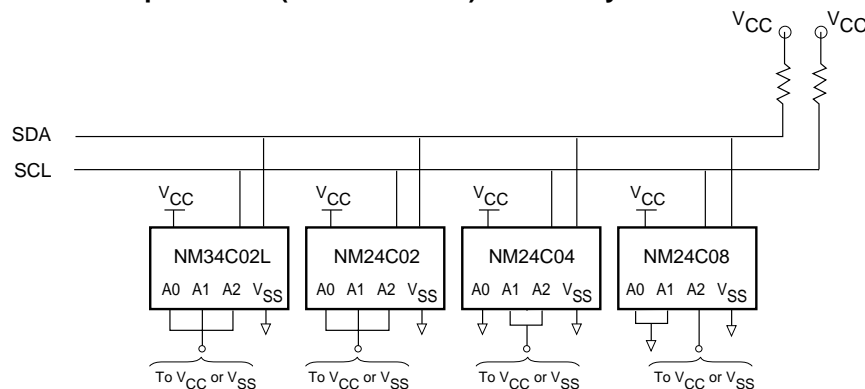 VCC VCC
SDA
SCL
VCC VCC VCC VCC
NM34C02L NM24C02 NM24C04 NM24C08
A0 A1 A2 VSS A0 A1 A2 VSS A0 A1 A2 VSS A0 A1 A2 VSS
To VCC or VSS To VCC or VSS To VCC or VSS To VCC or VSS